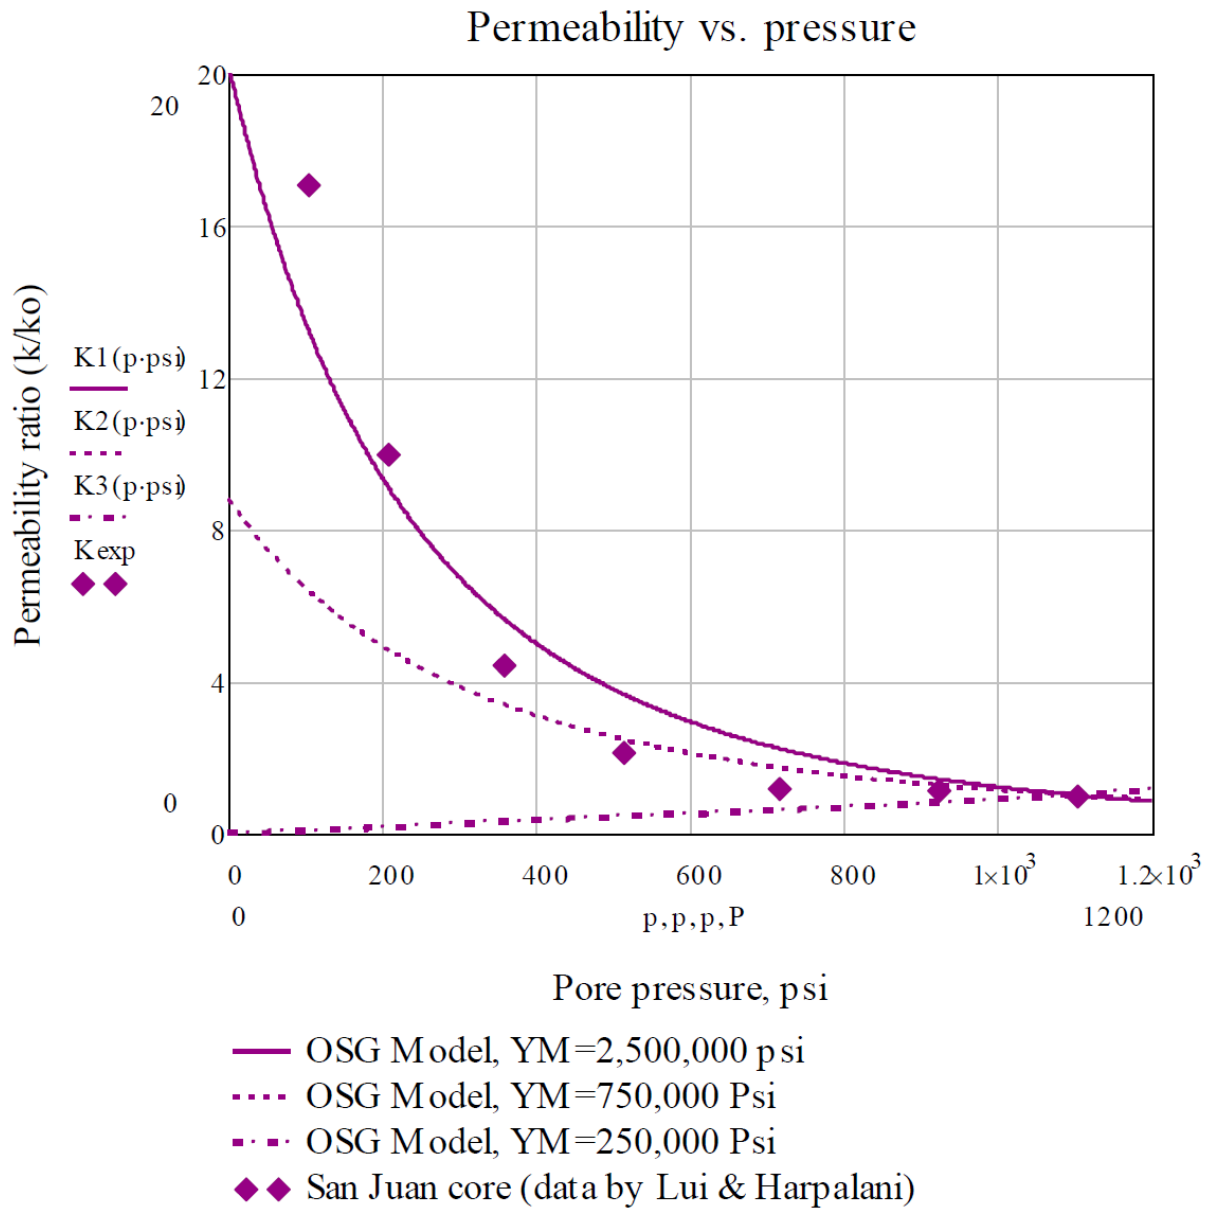 Permeability vs. pressure
20
20
16
12
8
4
0
0
Permeability ratio (k/ko)
K1(p·psi)
K2(p·psi)
K3(p·psi)
Kexp
0 200 400 600 800 1×10³ 1.2×10³
0 p,p,p,P 1200
Pore pressure, psi
OSG Model, YM=2,500,000 psi
OSG Model, YM=750,000 Psi
OSG Model, YM=250,000 Psi
San Juan core (data by Lui & Harpalani)